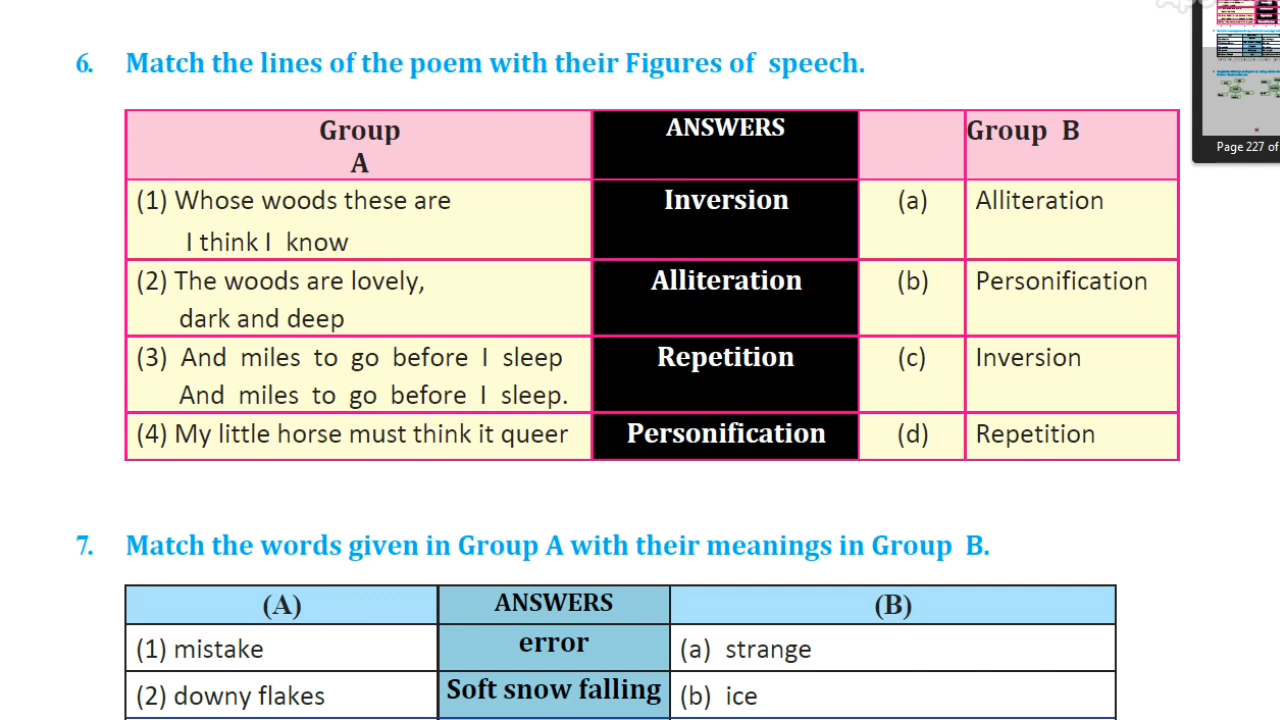 6. Match the lines of the poem with their Figures of speech.
Group A ANSWERS Group B
(1) Whose woods these are Inversion (a) Alliteration
I think I know
(2) The woods are lovely, Alliteration (b) Personification
dark and deep
(3) And miles to go before I sleep Repetition (c) Inversion
And miles to go before I sleep.
(4) My little horse must think it queer Personification (d) Repetition
7. Match the words given in Group A with their meanings in Group B.
(A) ANSWERS (B)
(1) mistake error (a) strange
(2) downy flakes Soft snow falling (b) ice
Page 227 of